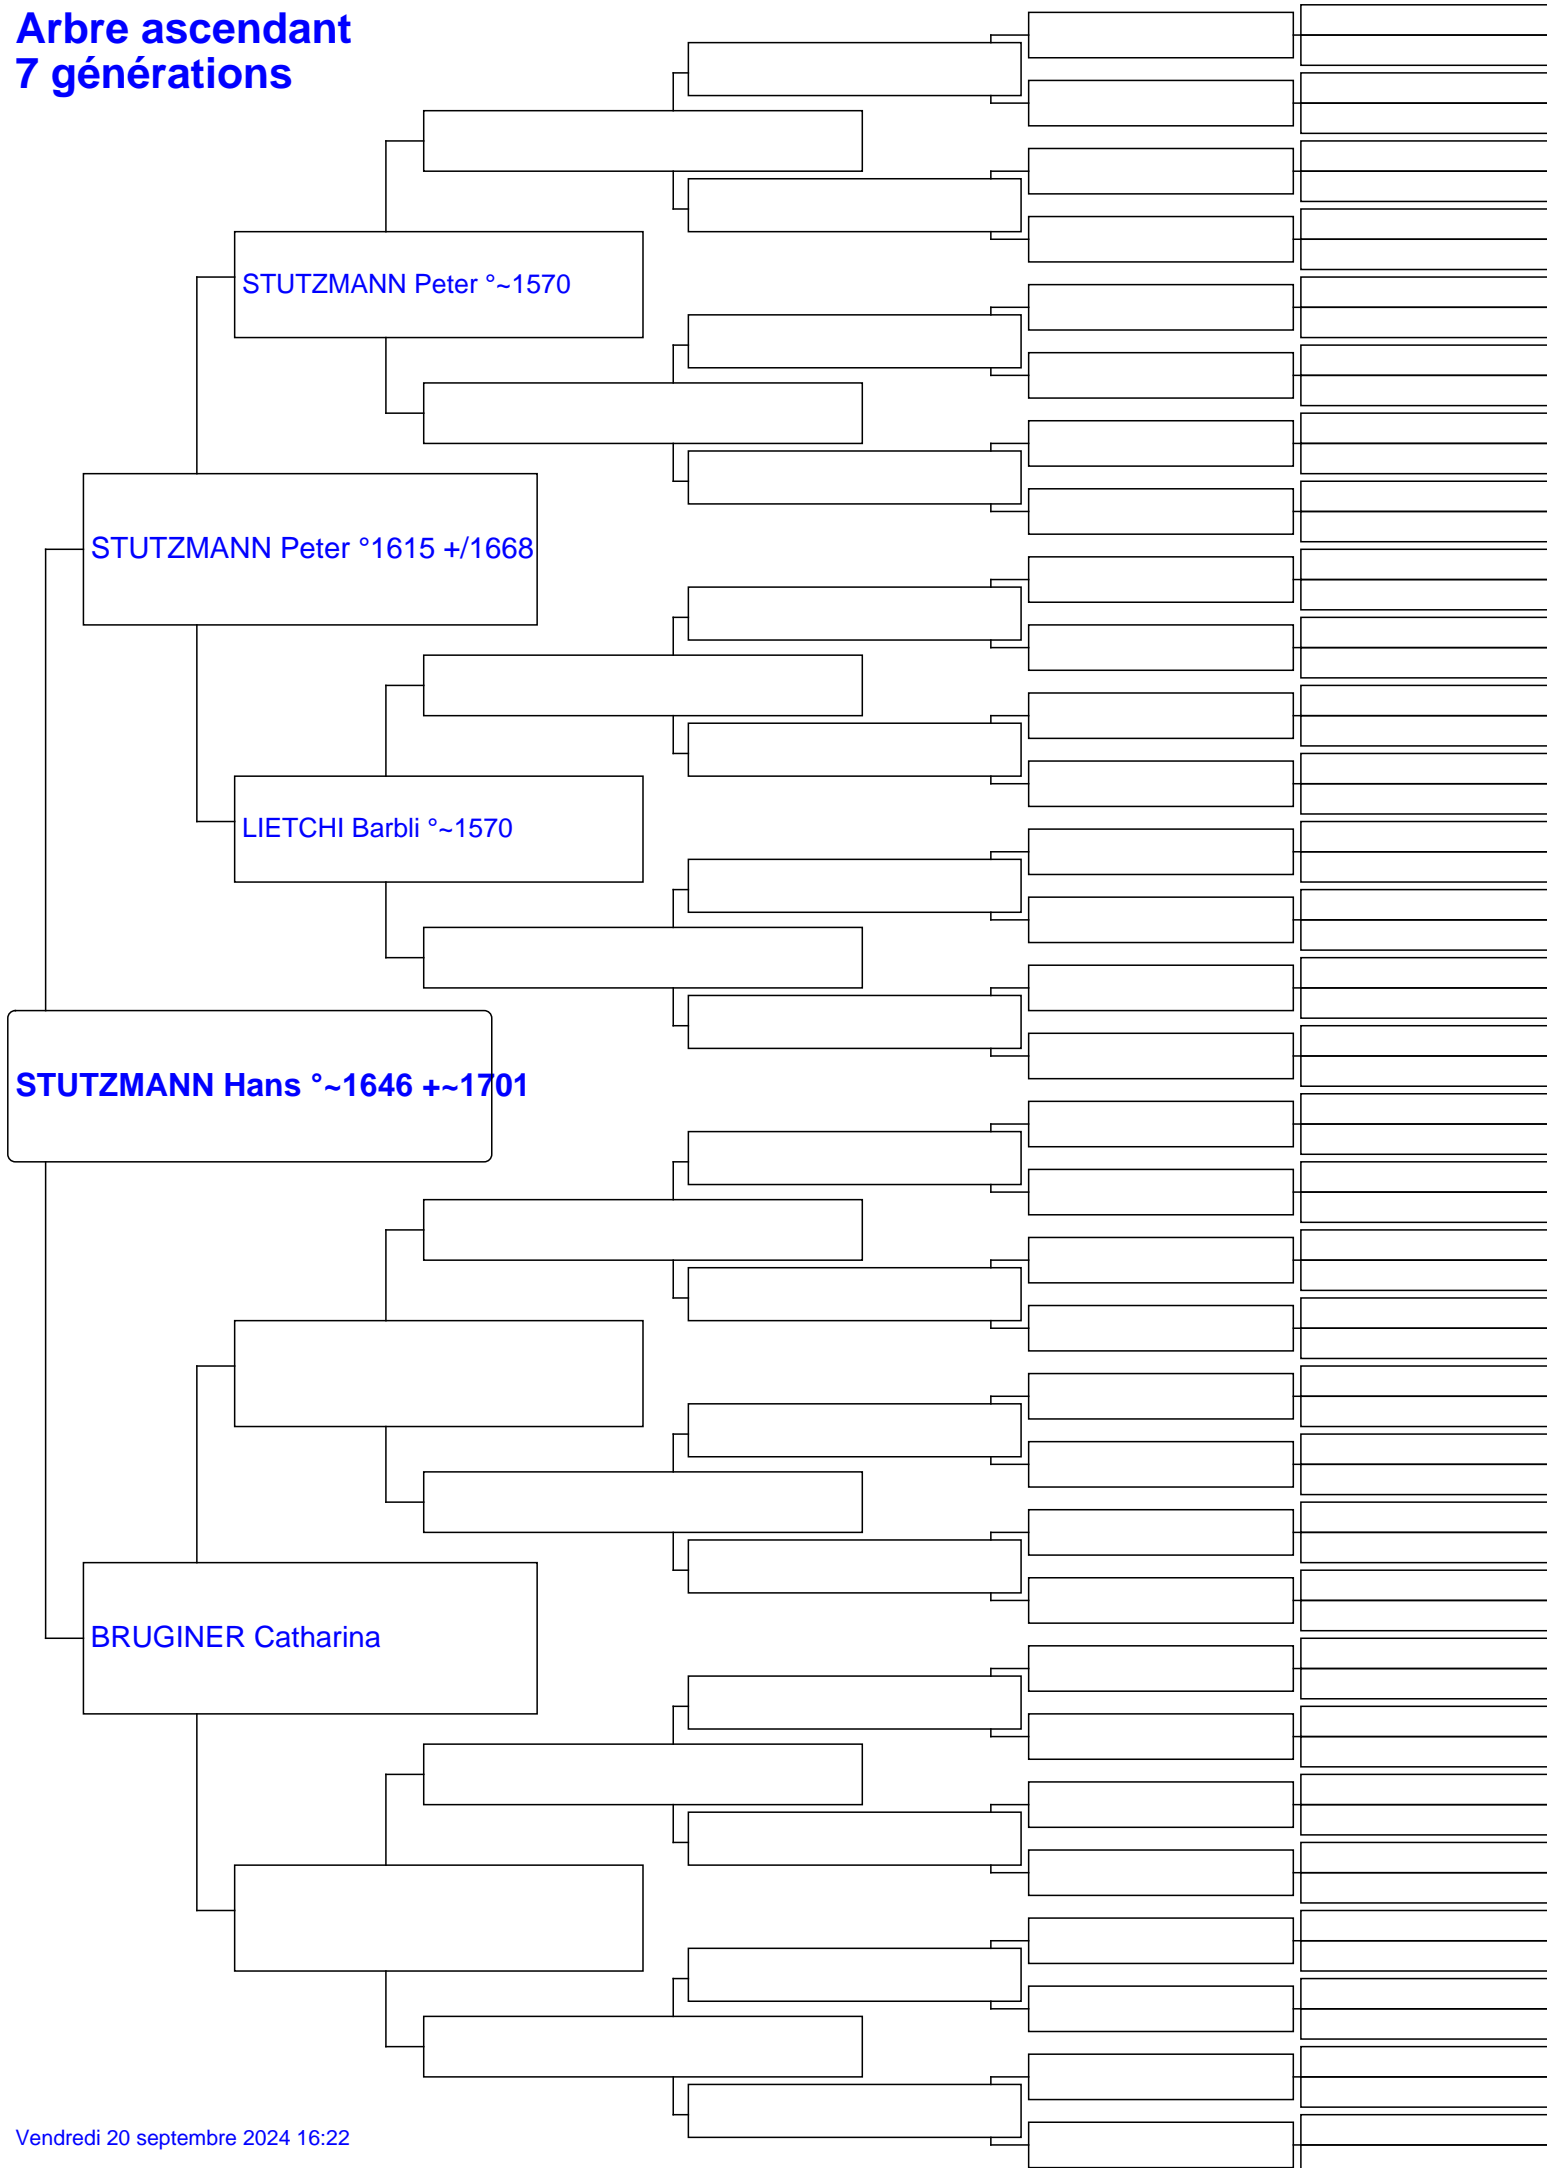 Arbre ascendant
7 générations
STUTZMANN Peter °~1570
STUTZMANN Peter °1615 +/1668
LIETCHI Barbli °~1570
STUTZMANN Hans °~1646 +~1701
BRUGINER Catharina
Vendredi 20 septembre 2024 16:22